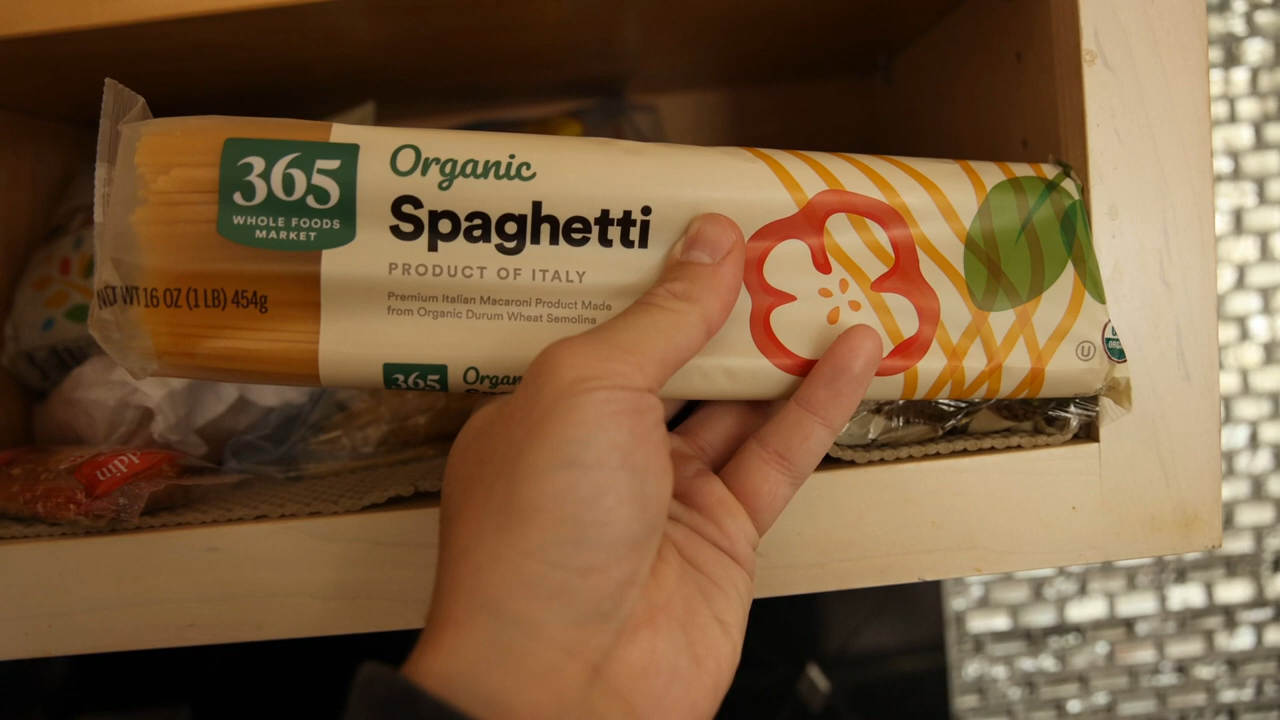 365
WHOLE FOODS
MARKET
NET WT 16 OZ (1 LB) 454g
Organic
Spaghetti
PRODUCT OF ITALY
Premium Italian Macaroni Product Made
from Organic Durum Wheat Semolina
365
U